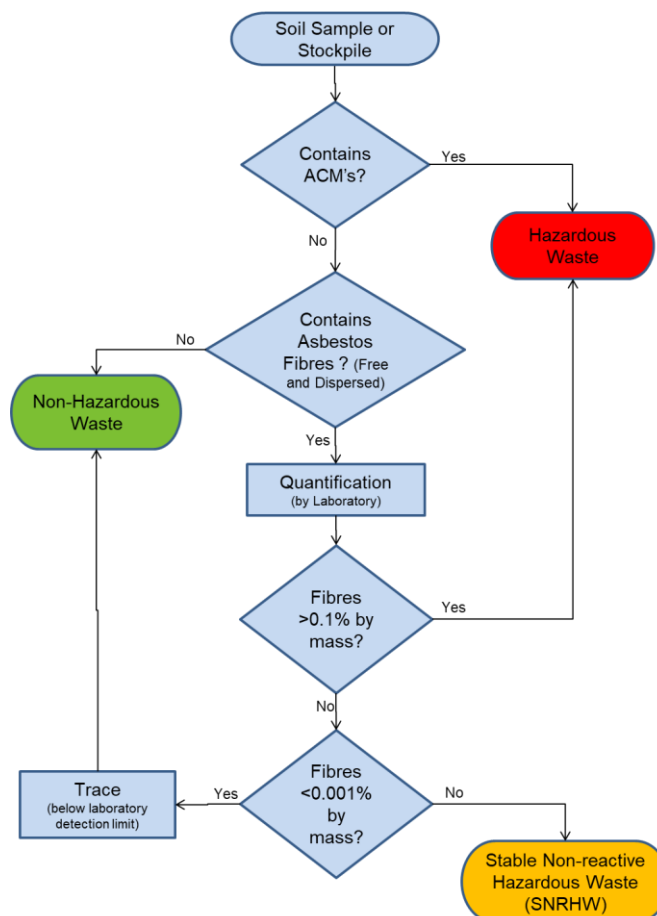 Soil Sample or
Stockpile
Contains
ACM's?
Yes
No
Hazardous
Waste
Contains
Asbestos
Fibres ? (Free
and Dispersed)
No
Non-Hazardous
Waste
Yes
Quantification
(by Laboratory)
Fibres
>0.1% by
mass?
Yes
No
Fibres
<0.001%
by
mass?
Yes
Trace
(below laboratory
detection limit)
No
Stable Non-reactive
Hazardous Waste
(SNRHW)